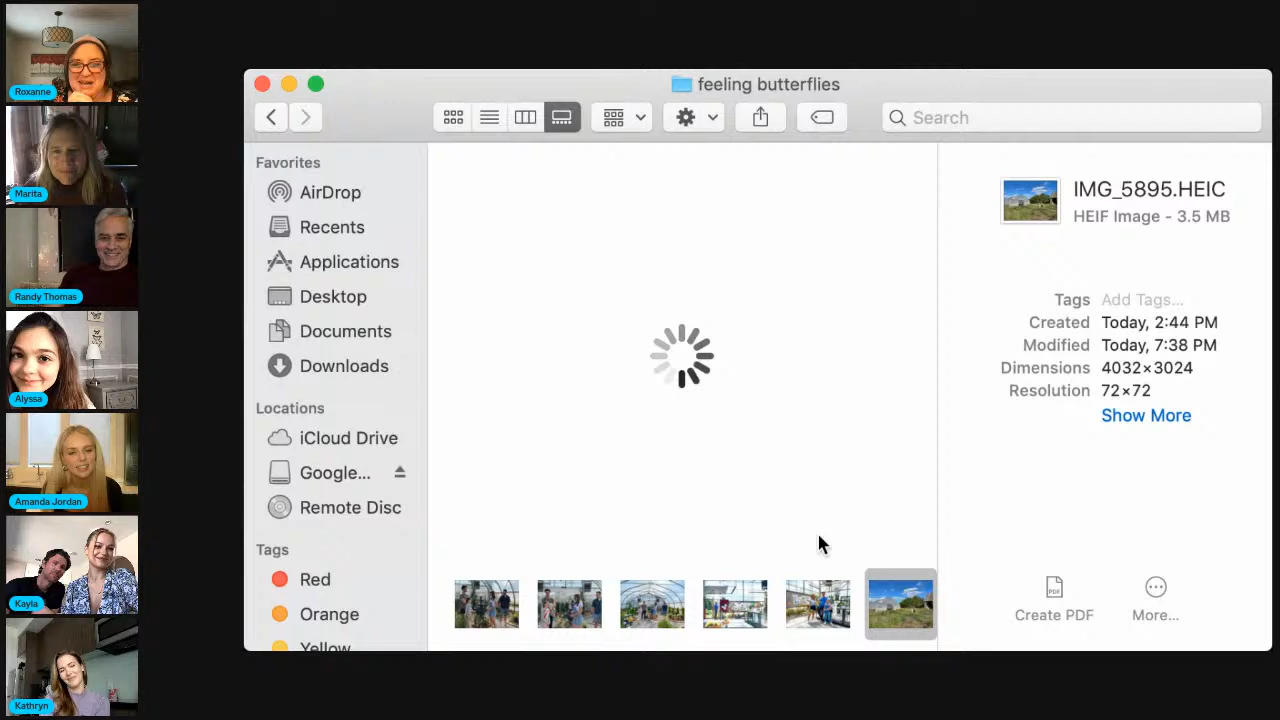 Roxanne
Marita
Randy Thomas
Alyssa
Amanda Jordan
Kayla
Kathryn
feeling butterflies
Search
Favorites
AirDrop
Recents
Applications
Desktop
Documents
Downloads
Locations
iCloud Drive
Google...
Remote Disc
Tags
Red
Orange
Yellow
IMG_5895.HEIC
HEIF Image - 3.5 MB
Tags Add Tags...
Created Today, 2:44 PM
Modified Today, 7:38 PM
Dimensions 4032×3024
Resolution 72×72
Show More
Create PDF
More...